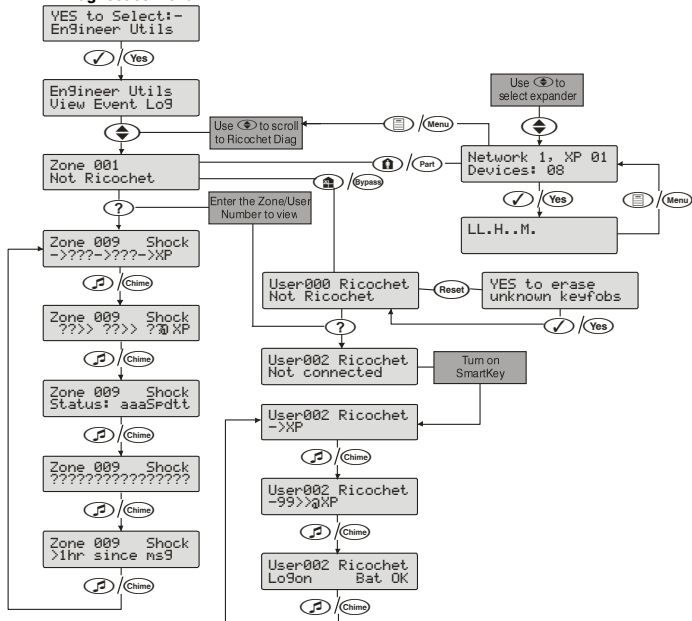 YES to Select:-
Engineer Utils
✓ / Yes
Engineer Utils
View Event Log
Use to scroll
to Ricochet Diag
Menu
Use to
select expander
Zone 001
Not Ricochet
Part
Bypass
Network 1, XP 01
Devices: 08
✓ / Yes
Menu
LL.H..M.
?
Enter the Zone/User
Number to view
Zone 009 Shock
->???->???->XP
Chime
User000 Ricochet
Not Ricochet
Reset
YES to erase
unknown keyfobs
✓ / Yes
?
Zone 009 Shock
??>> ??>> ??@ XP
Chime
User002 Ricochet
Not connected
Turn on
SmartKey
Zone 009 Shock
Status: aaaSpdtt
Chime
User002 Ricochet
->XP
Chime
Zone 009 Shock
????????????????
Chime
User002 Ricochet
-99>>@XP
Chime
Zone 009 Shock
>1hr since msg
Chime
User002 Ricochet
Logon Bat OK
Chime